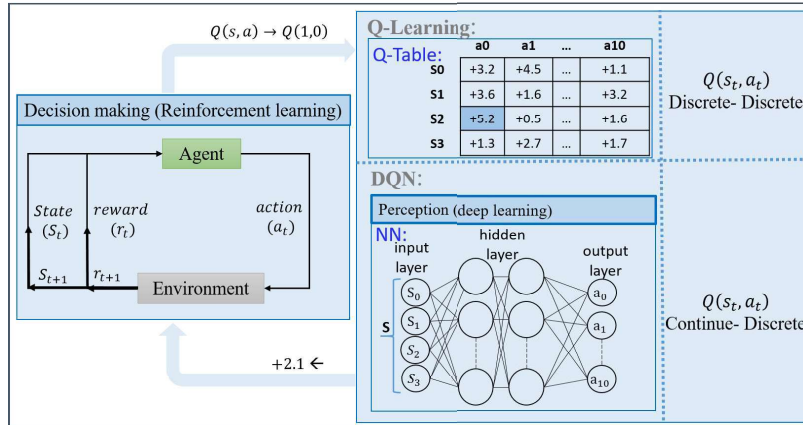 Q(s,a) → Q(1,0)
Decision making (Reinforcement learning)
Agent
State
(S_t)
reward
(r_t)
action
(a_t)
S_{t+1}
r_{t+1}
Environment
+2.1 ←
Q-Learning:
Q-Table:
a0 a1 ... a10
S0 +3.2 +4.5 ... +1.1
S1 +3.6 +1.6 ... +3.2
S2 +5.2 +0.5 ... +1.6
S3 +1.3 +2.7 ... +1.7
Q(s_t, a_t)
Discrete- Discrete
DQN:
Perception (deep learning)
NN:
input
layer
hidden
layer
output
layer
S
S_0
S_1
S_2
S_3
a_0
a_1
a_10
Q(s_t, a_t)
Continue- Discrete